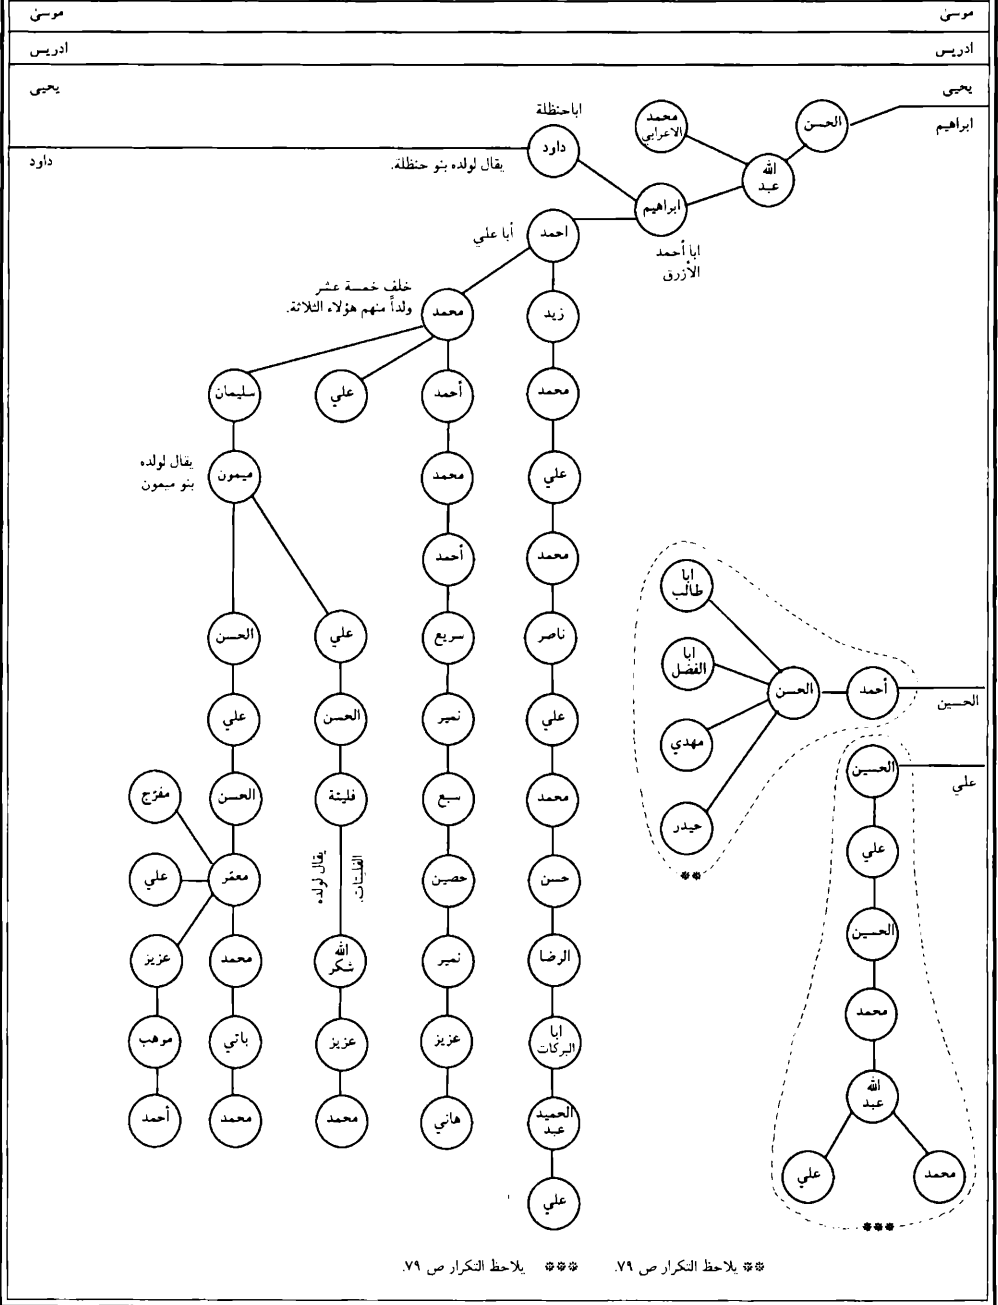 موسىٰ
موسىٰ
ادريس
ادريس
يحيى
يحيى
ابراهيم
داود
الحسن
محمد
الاعرابي
الله
عبد
اباحنظلة
داود
يقال لولده بنو حنظلة.
ابراهيم
ابا أحمد
الأزرق
احمد
أبا علي
خلف خمسة عشر
ولداً منهم هؤلاء الثلاثة.
محمد
زيد
محمد
أحمد
علي
سليمان
علي
محمد
ميمون
يقال لولده
بنو ميمون
محمد
أحمد
ناصر
سريع
علي
الحسن
علي
نمير
الحسن
علي
محمد
سبع
فليتة
الحسن
مفرّج
يقال لولده
الفليتات.
حسن
حصين
معمّر
علي
الرضا
نمير
الله
شكر
محمد
عزيز
ابا
البركات
عزيز
عزيز
باتي
موهب
الحميد
عبد
هاني
محمد
محمد
أحمد
علي
الحسين
أحمد
الحسن
ابا
طالب
ابا
الفضل
مهدي
حيدر
**
علي
الحسين
علي
الحسين
محمد
الله
عبد
محمد
علي
***
** يلاحظ التكرار ص ٧٩.
*** يلاحظ التكرار ص ٧٩.